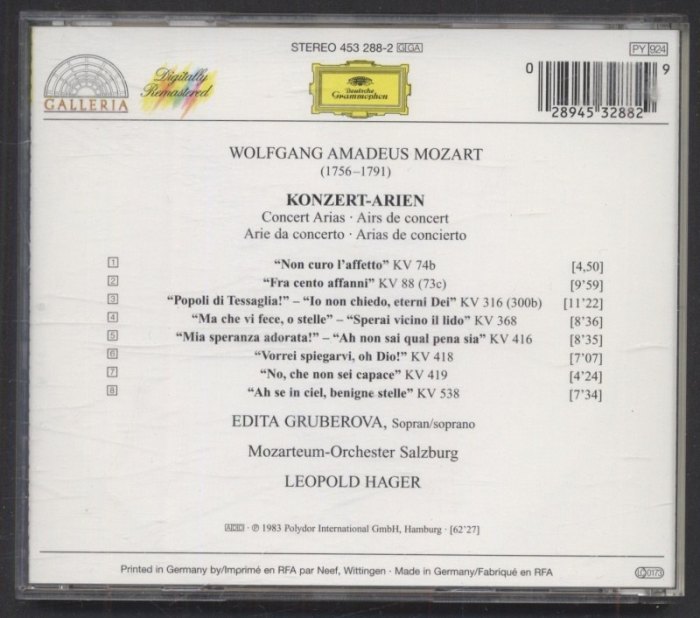 STEREO 453 288-2 GIGA
PY 924
GALLERIA
Digitally
Remastered
Deutsche
Grammophon
0 28945 32882 9
WOLFGANG AMADEUS MOZART
(1756–1791)
KONZERT-ARIEN
Concert Arias · Airs de concert
Arie da concerto · Arias de concierto
1 “Non curo l’affetto” KV 74b [4,50]
2 “Fra cento affanni” KV 88 (73c) [9'59]
3 “Popoli di Tessaglia!” – “Io non chiedo, eterni Dei” KV 316 (300b) [11'22]
4 “Ma che vi fece, o stelle” – “Sperai vicino il lido” KV 368 [8'36]
5 “Mia speranza adorata!” – “Ah non sai qual pena sia” KV 416 [8'35]
6 “Vorrei spiegarvi, oh Dio!” KV 418 [7'07]
7 “No, che non sei capace” KV 419 [4'24]
8 “Ah se in ciel, benigne stelle” KV 538 [7'34]
EDITA GRUBEROVA, Sopran/soprano
Mozarteum-Orchester Salzburg
LEOPOLD HAGER
ADD · ℗ 1983 Polydor International GmbH, Hamburg · [62'27]
Printed in Germany by/Imprimé en RFA par Neef, Wittingen · Made in Germany/Fabriqué en RFA
LC 0173